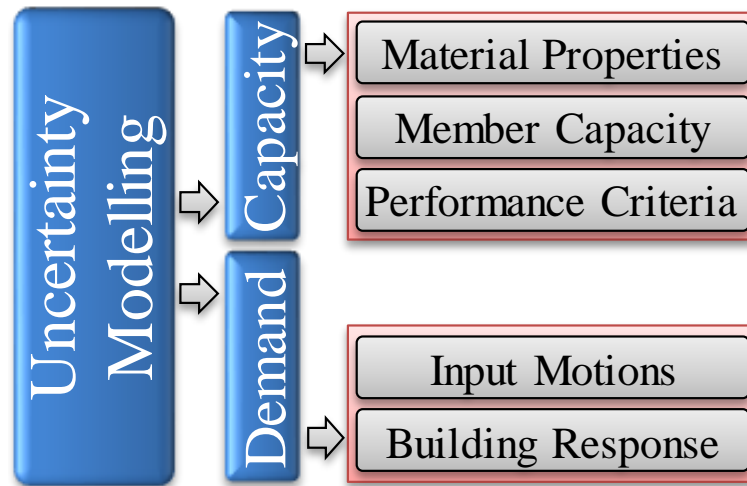 Uncertainty
Modelling
Capacity
Material Properties
Member Capacity
Performance Criteria
Demand
Input Motions
Building Response